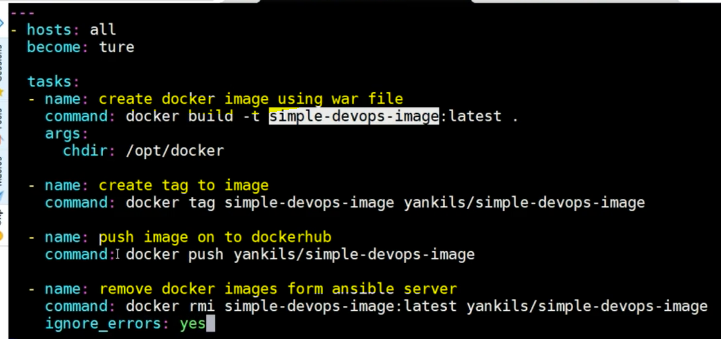 ---
- hosts: all
  become: ture

  tasks:
  - name: create docker image using war file
    command: docker build -t simple-devops-image:latest .
    args:
      chdir: /opt/docker

  - name: create tag to image
    command: docker tag simple-devops-image yankils/simple-devops-image

  - name: push image on to dockerhub
    command: docker push yankils/simple-devops-image

  - name: remove docker images form ansible server
    command: docker rmi simple-devops-image:latest yankils/simple-devops-image
    ignore_errors: yes